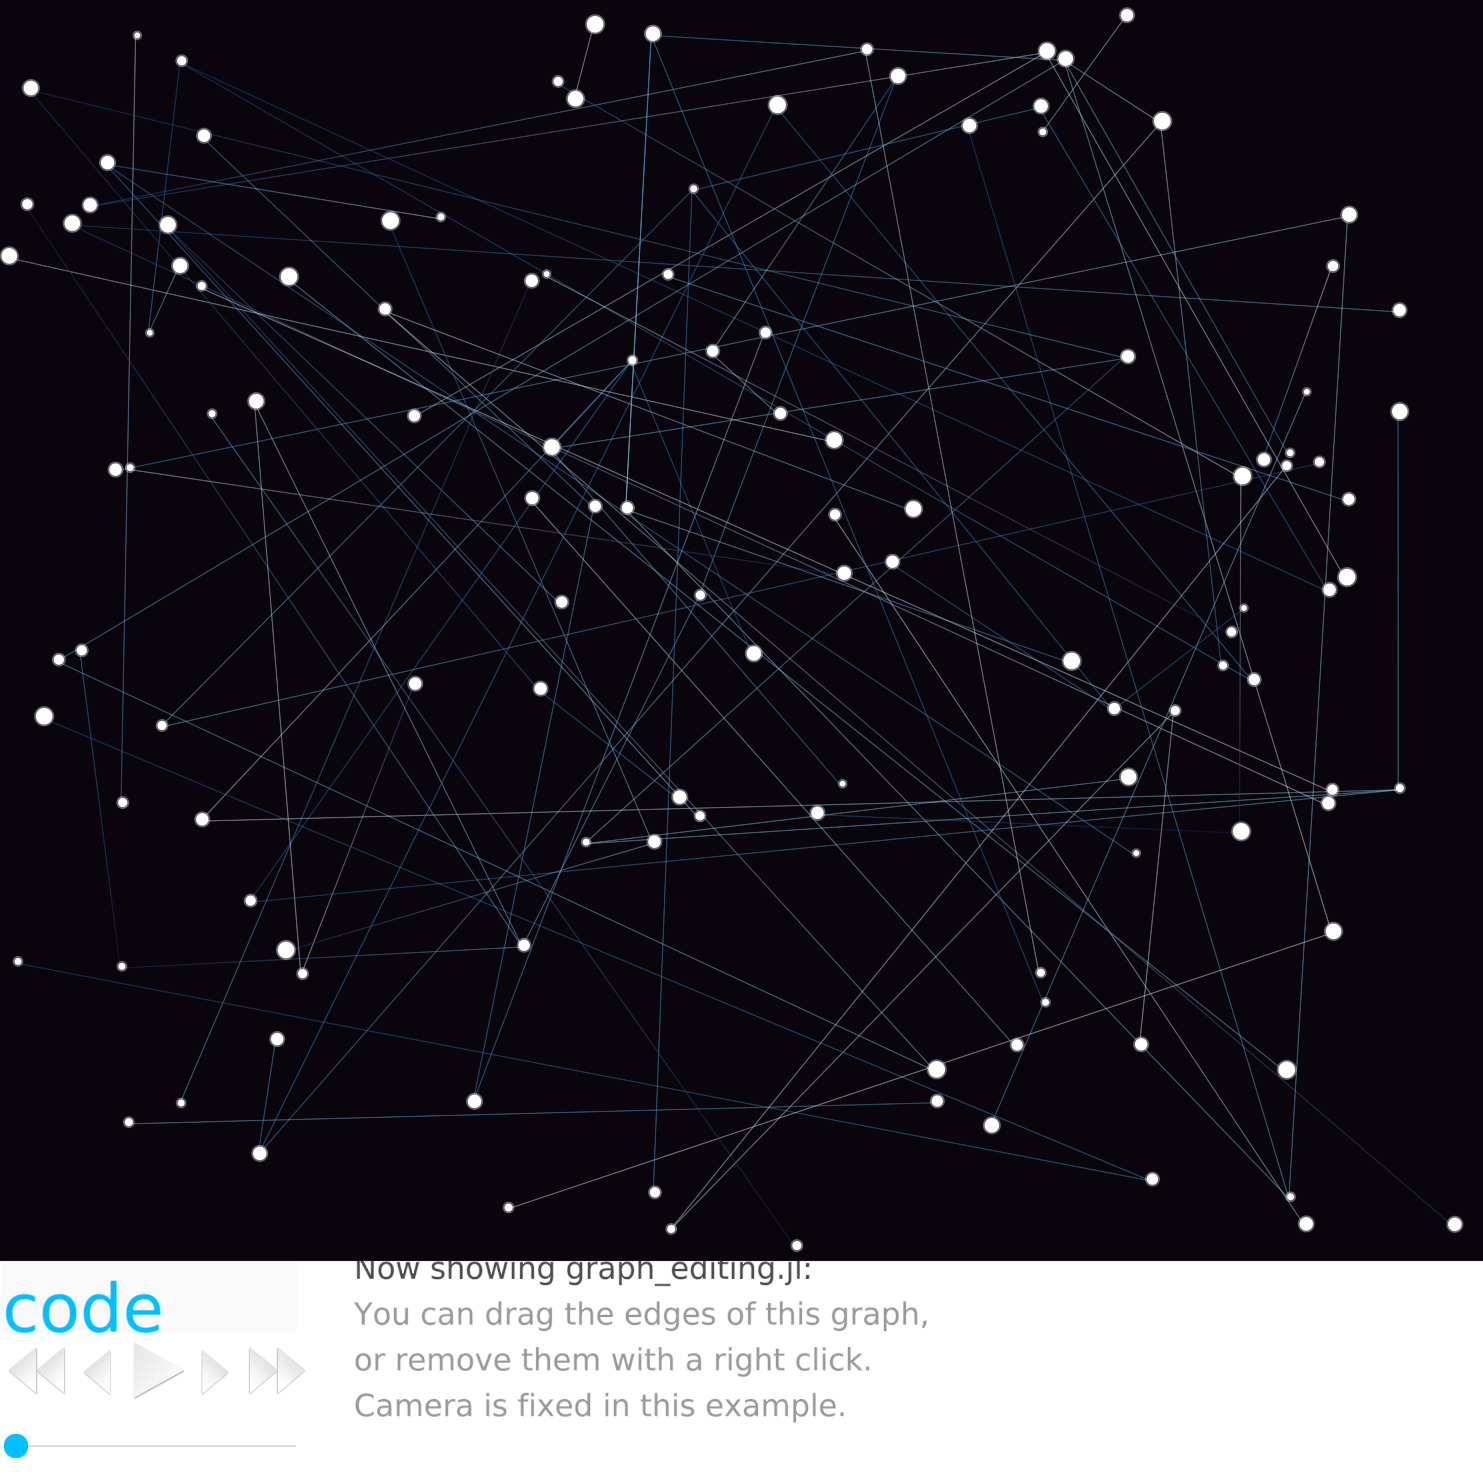 Now showing graph_editing.jl:
code
You can drag the edges of this graph,
or remove them with a right click.
Camera is fixed in this example.